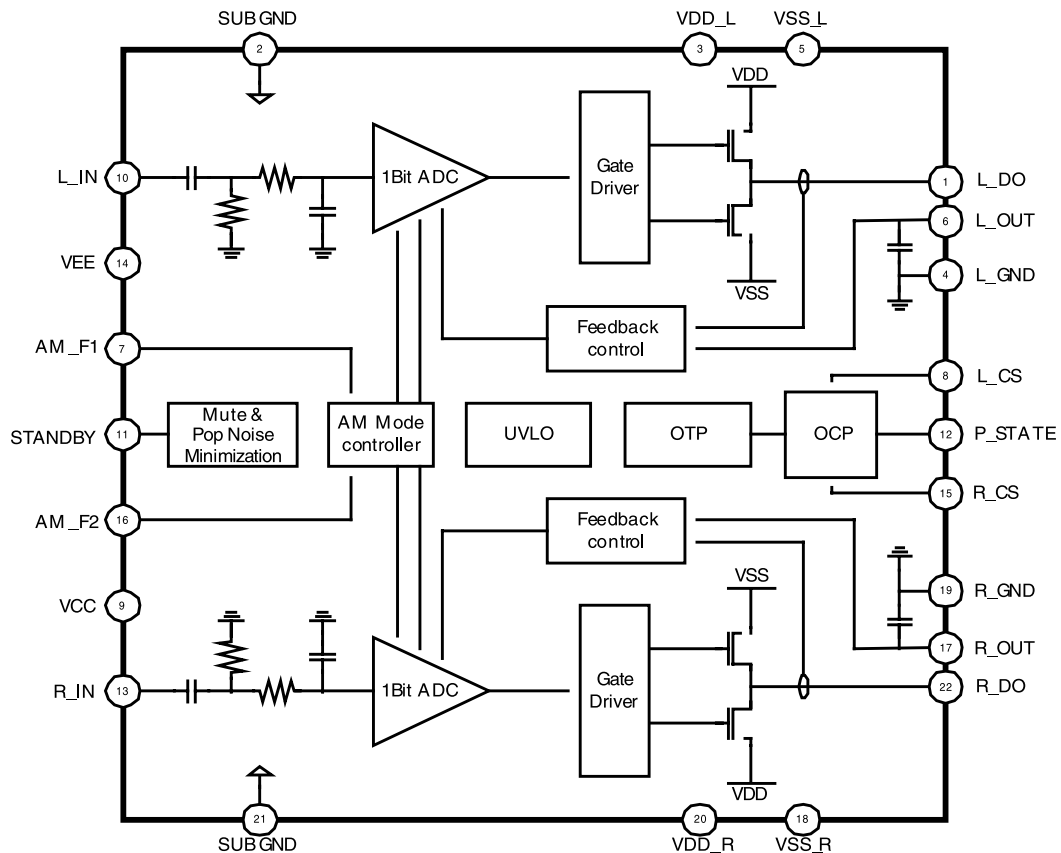 SUB GND
VDD_L
VSS_L
2
3
5
VDD
L_IN
10
1Bit ADC
Gate
Driver
1
L_DO
6
L_OUT
VEE
14
VSS
4
L_GND
AM_F1
7
Feedback
control
8
L_CS
STANDBY
11
Mute &
Pop Noise
Minimization
AM Mode
controller
UVLO
OTP
OCP
12
P_STATE
15
R_CS
AM_F2
16
Feedback
control
VSS
19
R_GND
VCC
9
17
R_OUT
R_IN
13
1Bit ADC
Gate
Driver
22
R_DO
VDD
21
20
18
SUB GND
VDD_R
VSS_R